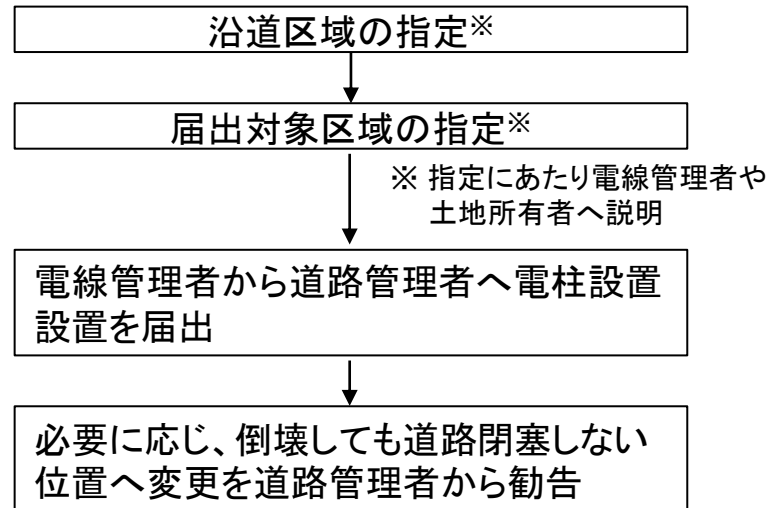 沿道区域の指定※
届出対象区域の指定※
※ 指定にあたり電線管理者や
土地所有者へ説明
電線管理者から道路管理者へ電柱設置
設置を届出
必要に応じ、倒壊しても道路閉塞しない
位置へ変更を道路管理者から勧告